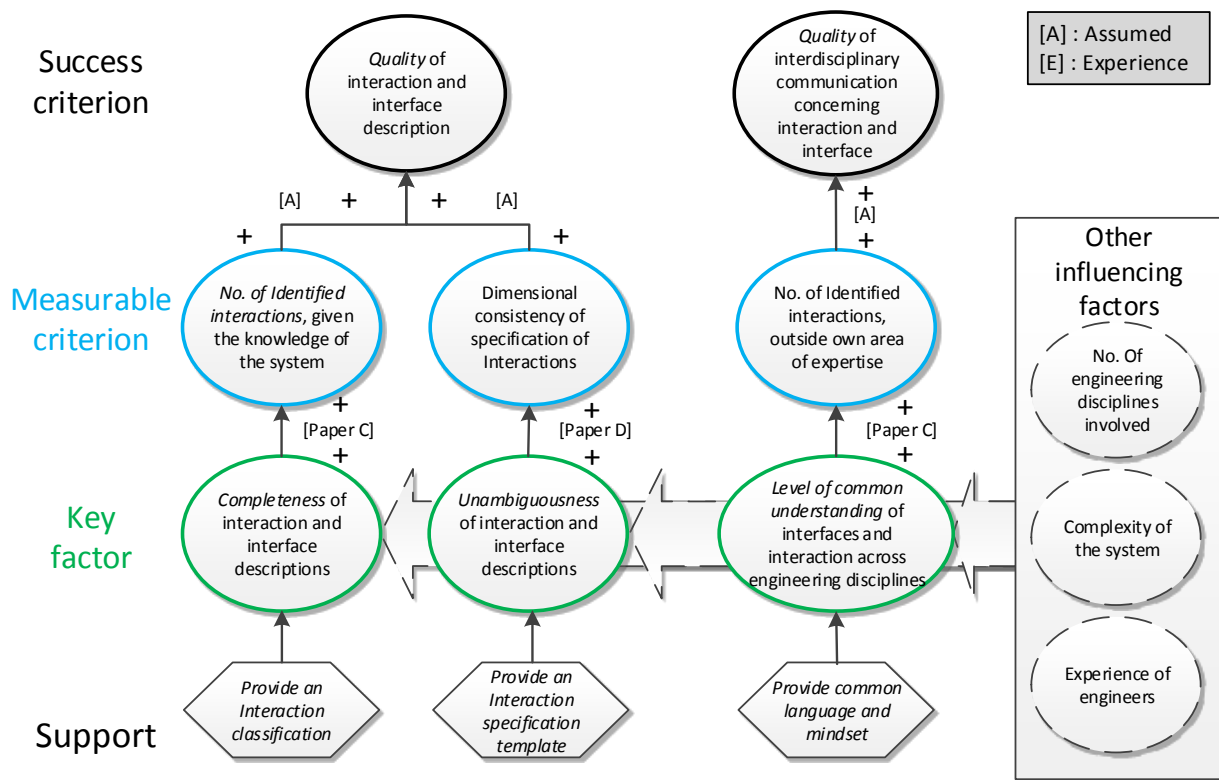 Success
criterion
Quality of
interaction and
interface
description
Quality of
interdisciplinary
communication
concerning
interaction and
interface
[A] : Assumed
[E] : Experience
[A]
+
+
[A]
+
[A]
+
+
+
+
Measurable
criterion
No. of Identified
interactions, given
the knowledge of
the system
Dimensional
consistency of
specification of
Interactions
No. of Identified
interactions,
outside own area
of expertise
Other
influencing
factors
No. Of
engineering
disciplines
involved
Complexity of
the system
Experience of
engineers
+
[Paper C]
+
+
[Paper D]
+
+
[Paper C]
+
Key
factor
Completeness of
interaction and
interface
descriptions
Unambiguousness
of interaction and
interface
descriptions
Level of common
understanding of
interfaces and
interaction across
engineering disciplines
Support
Provide an
Interaction
classification
Provide an
Interaction
specification
template
Provide common
language and
mindset